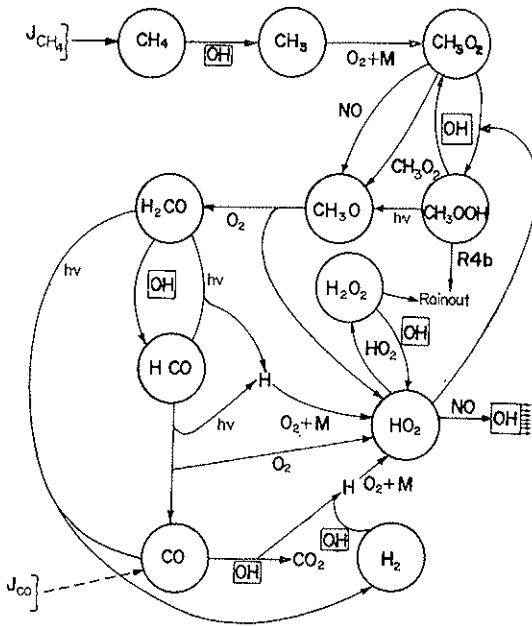 J_CH4}
CH4
OH
CH3
O2+M
CH3O2
NO
OH
CH3O2
H2CO
O2
CH3O
hν
CH3OOH
R4b
Rainout
hν
OH
hν
H2O2
OH
HO2
HCO
H
hν
O2+M
HO2
NO
OH
O2
H
O2+M
CO
OH
CO2
OH
H2
J_CO}